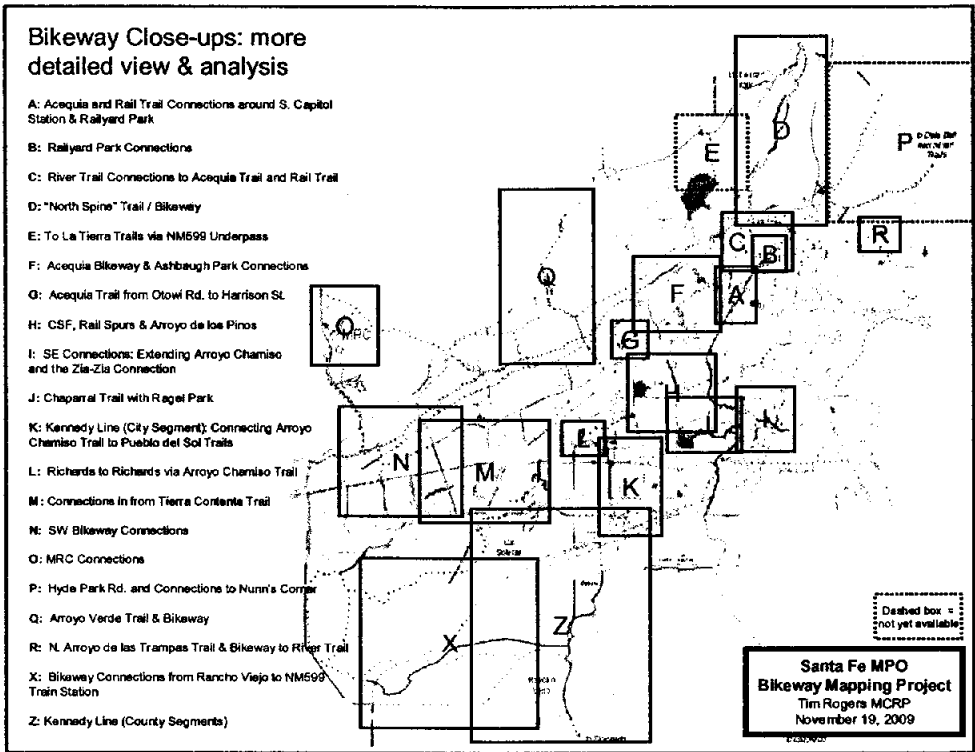 Bikeway Close-ups: more
detailed view & analysis
A: Acequia and Rail Trail Connections around S. Capitol
Station & Railyard Park
B: Railyard Park Connections
C: River Trail Connections to Acequia Trail and Rail Trail
D: "North Spine" Trail / Bikeway
E: To La Tierra Trails via NM599 Underpass
F: Acequia Bikeway & Ashbaugh Park Connections
G: Acequia Trail from Otowi Rd. to Harrison St.
H: CSF, Rail Spurs & Arroyo de los Pinos
I: SE Connections: Extending Arroyo Chamiso
and the Zia-Zia Connection
J: Chaparral Trail with Ragel Park
K: Kennedy Line (City Segment): Connecting Arroyo
Chamiso Trail to Pueblo del Sol Trails
L: Richards to Richards via Arroyo Chamiso Trail
M: Connections in from Tierra Contenta Trail
N: SW Bikeway Connections
O: MRC Connections
P: Hyde Park Rd. and Connections to Nunn's Corner
Q: Arroyo Verde Trail & Bikeway
R: N. Arroyo de las Trampas Trail & Bikeway to River Trail
X: Bikeway Connections from Rancho Viejo to NM599
Train Station
Z: Kennedy Line (County Segments)
D
P
E
R
C
B
A
F
Q
O
MRC
G
L
N
M
K
X
Z
Dashed box =
not yet available
Santa Fe MPO
Bikeway Mapping Project
Tim Rogers MCRP
November 19, 2009